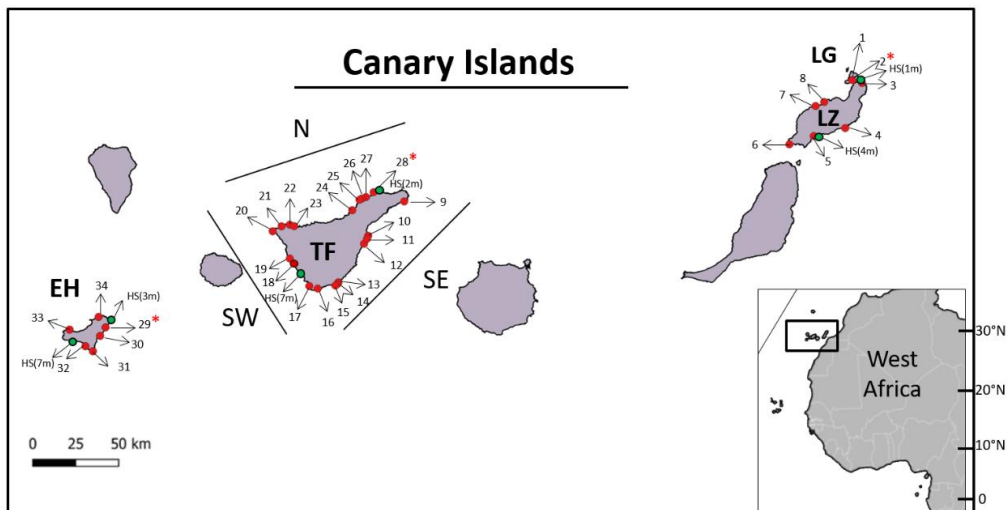 Canary Islands
LG
1
2*
HS(1m)
3
8
7
LZ
4
6
5
HS(4m)
N
26
27
28*
25
HS(2m)
24
9
22
21
23
20
10
TF
11
12
19
18
13
HS(7m)
14
SE
17
15
SW
16
EH
34
HS(3m)
33
29*
30
HS(7m)
32
31
0 25 50 km
West
Africa
30°N
20°N
10°N
0